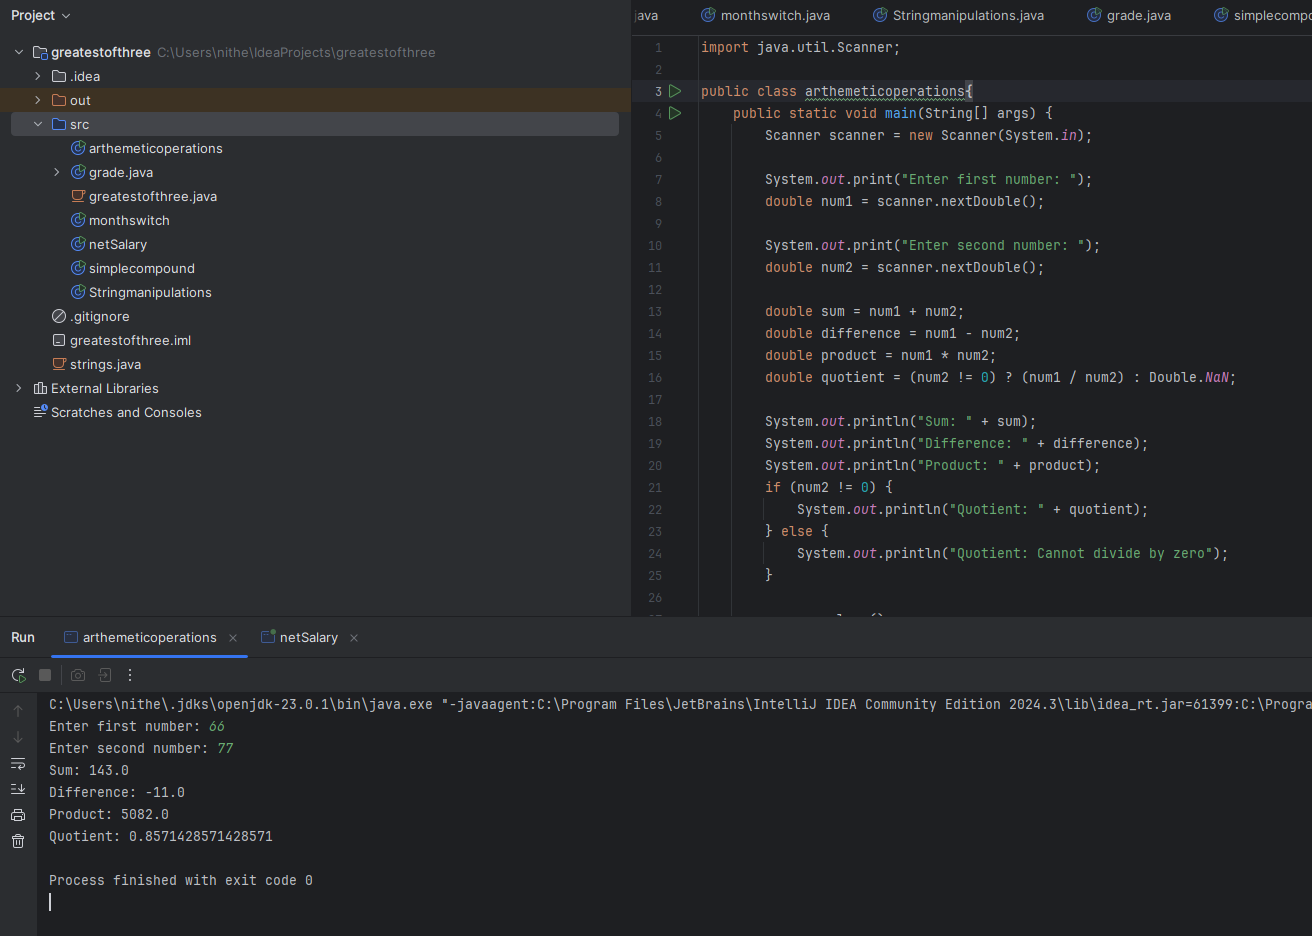 Project
greatestofthree C:\Users\nithe\IdeaProjects\greatestofthree
.idea
out
src
arthemeticoperations
grade.java
greatestofthree.java
monthswitch
netSalary
simplecompound
Stringmanipulations
.gitignore
greatestofthree.iml
strings.java
External Libraries
Scratches and Consoles
java monthswitch.java Stringmanipulations.java grade.java simplecompo
1 import java.util.Scanner;
2
3 public class arthemeticoperations{
4 public static void main(String[] args) {
5 Scanner scanner = new Scanner(System.in);
6
7 System.out.print("Enter first number: ");
8 double num1 = scanner.nextDouble();
9
10 System.out.print("Enter second number: ");
11 double num2 = scanner.nextDouble();
12
13 double sum = num1 + num2;
14 double difference = num1 - num2;
15 double product = num1 * num2;
16 double quotient = (num2 != 0) ? (num1 / num2) : Double.NaN;
17
18 System.out.println("Sum: " + sum);
19 System.out.println("Difference: " + difference);
20 System.out.println("Product: " + product);
21 if (num2 != 0) {
22 System.out.println("Quotient: " + quotient);
23 } else {
24 System.out.println("Quotient: Cannot divide by zero");
25 }
26
Run arthemeticoperations netSalary
C:\Users\nithe\.jdks\openjdk-23.0.1\bin\java.exe "-javaagent:C:\Program Files\JetBrains\IntelliJ IDEA Community Edition 2024.3\lib\idea_rt.jar=61399:C:\Progra
Enter first number: 66
Enter second number: 77
Sum: 143.0
Difference: -11.0
Product: 5082.0
Quotient: 0.8571428571428571
Process finished with exit code 0